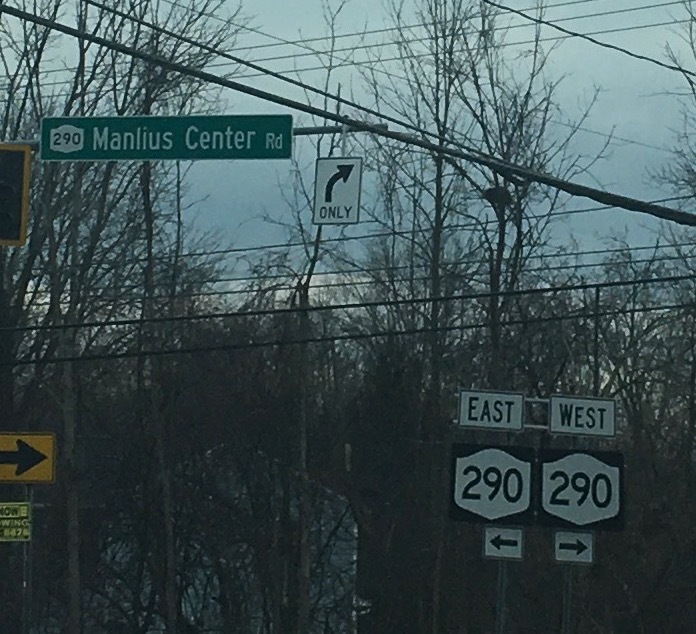 290 Manlius Center Rd
ONLY
EAST WEST
290 290